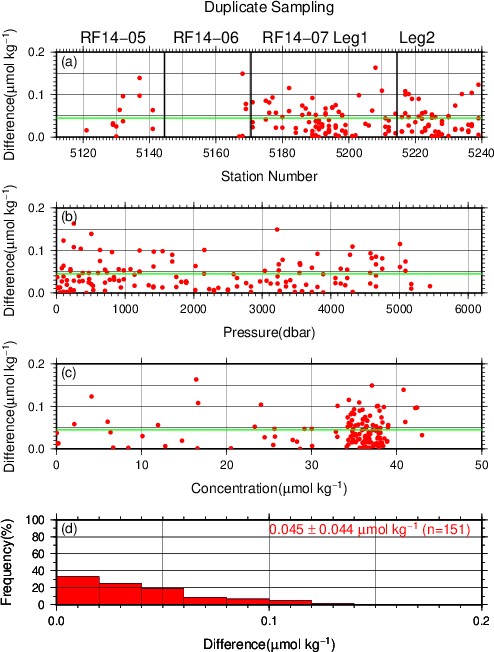 Duplicate Sampling
RF14−05 RF14−06 RF14−07 Leg1 Leg2
(a)
Difference(μmol kg⁻¹)
0.2
0.1
0.0
5120 5140 5160 5180 5200 5220 5240
Station Number
(b)
Difference(μmol kg⁻¹)
0.2
0.1
0.0
0 1000 2000 3000 4000 5000 6000
Pressure(dbar)
(c)
Difference(μmol kg⁻¹)
0.2
0.1
0.0
0 10 20 30 40 50
Concentration(μmol kg⁻¹)
(d)
0.045 ± 0.044 μmol kg⁻¹ (n=151)
Frequency(%)
100
80
60
40
20
0
0.0 0.1 0.2
Difference(μmol kg⁻¹)